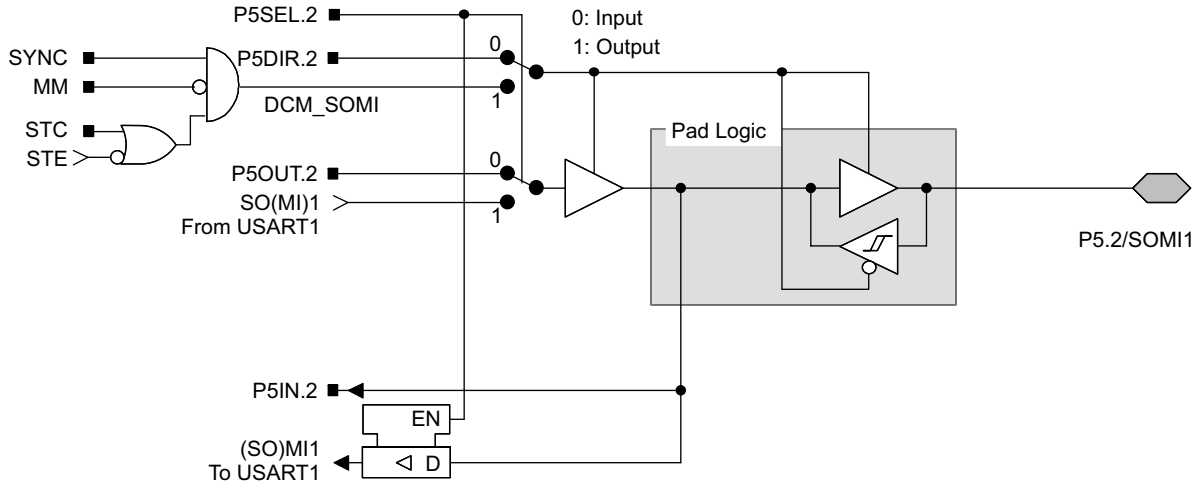 P5SEL.2
0: Input
1: Output
SYNC
P5DIR.2
0
MM
1
DCM_SOMI
STC
STE
Pad Logic
P5OUT.2
0
SO(MI)1
1
From USART1
P5.2/SOMI1
P5IN.2
EN
(SO)MI1
D
To USART1